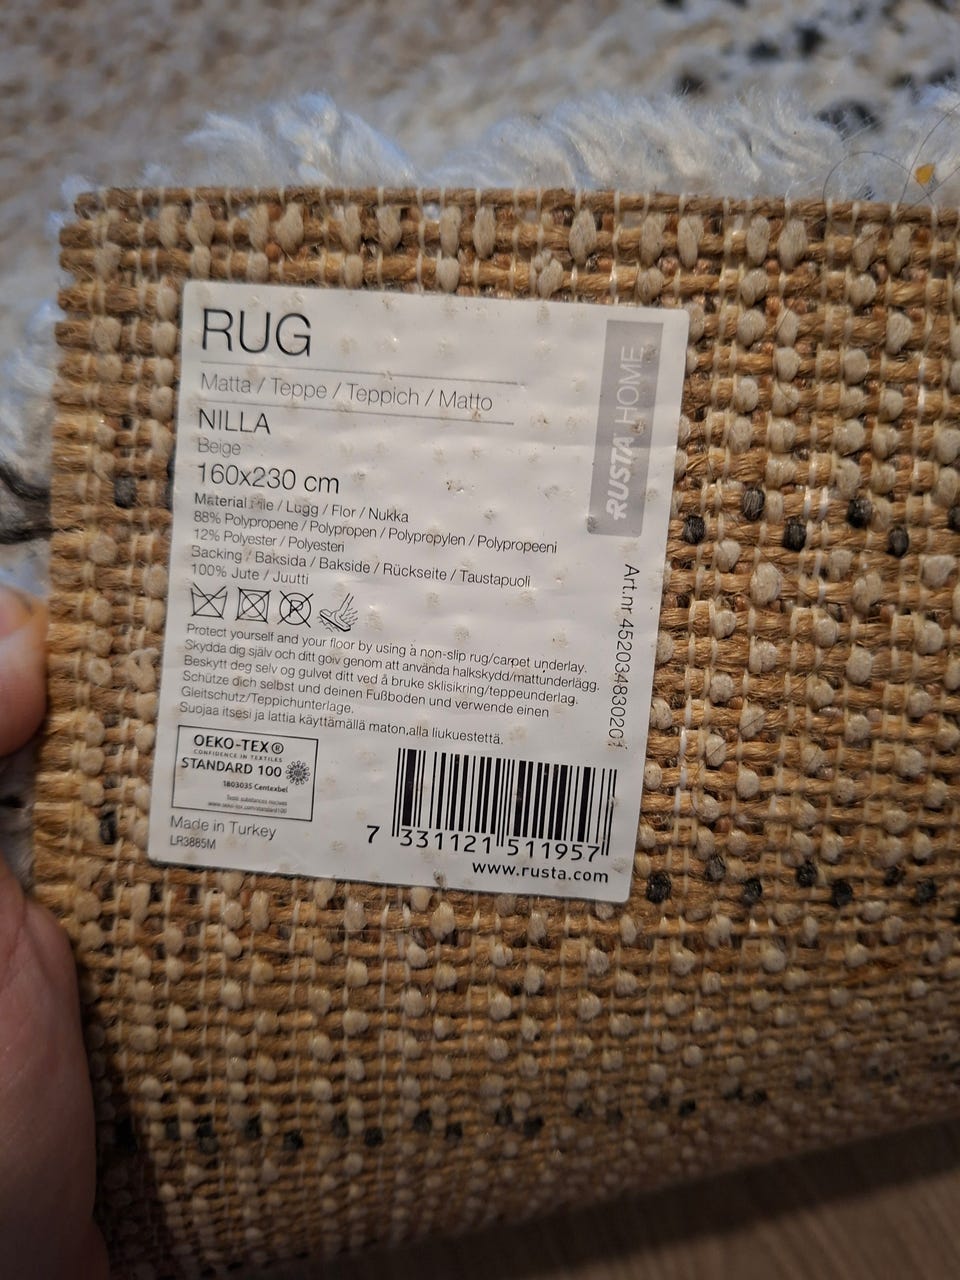 RUG
Matta / Teppe / Teppich / Matto
NILLA
Beige
160x230 cm
Material Pile / Lugg / Flor / Nukka
88% Polypropene / Polypropen / Polypropylen / Polypropeeni
12% Polyester / Polyesteri
Backing / Baksida / Bakside / Rückseite / Taustapuoli
100% Jute / Juutti
Protect yourself and your floor by using a non-slip rug/carpet underlay.
Skydda dig själv och ditt golv genom att använda halkskydd/mattunderlägg.
Beskytt deg selv og gulvet ditt ved å bruke sklisikring/teppeunderlag.
Schütze dich selbst und deinen Fußboden und verwende einen
Gleitschutz/Teppichunterlage.
Suojaa itsesi ja lattia käyttämällä maton alla liukuestettä.
OEKO-TEX®
CONFIDENCE IN TEXTILES
STANDARD 100
1803035 Centexbel
www.oeko-tex.com/standard100
Made in Turkey
LR3885M
7 331121 511957
www.rusta.com
RUSTA HOME
Art.nr 452034830201